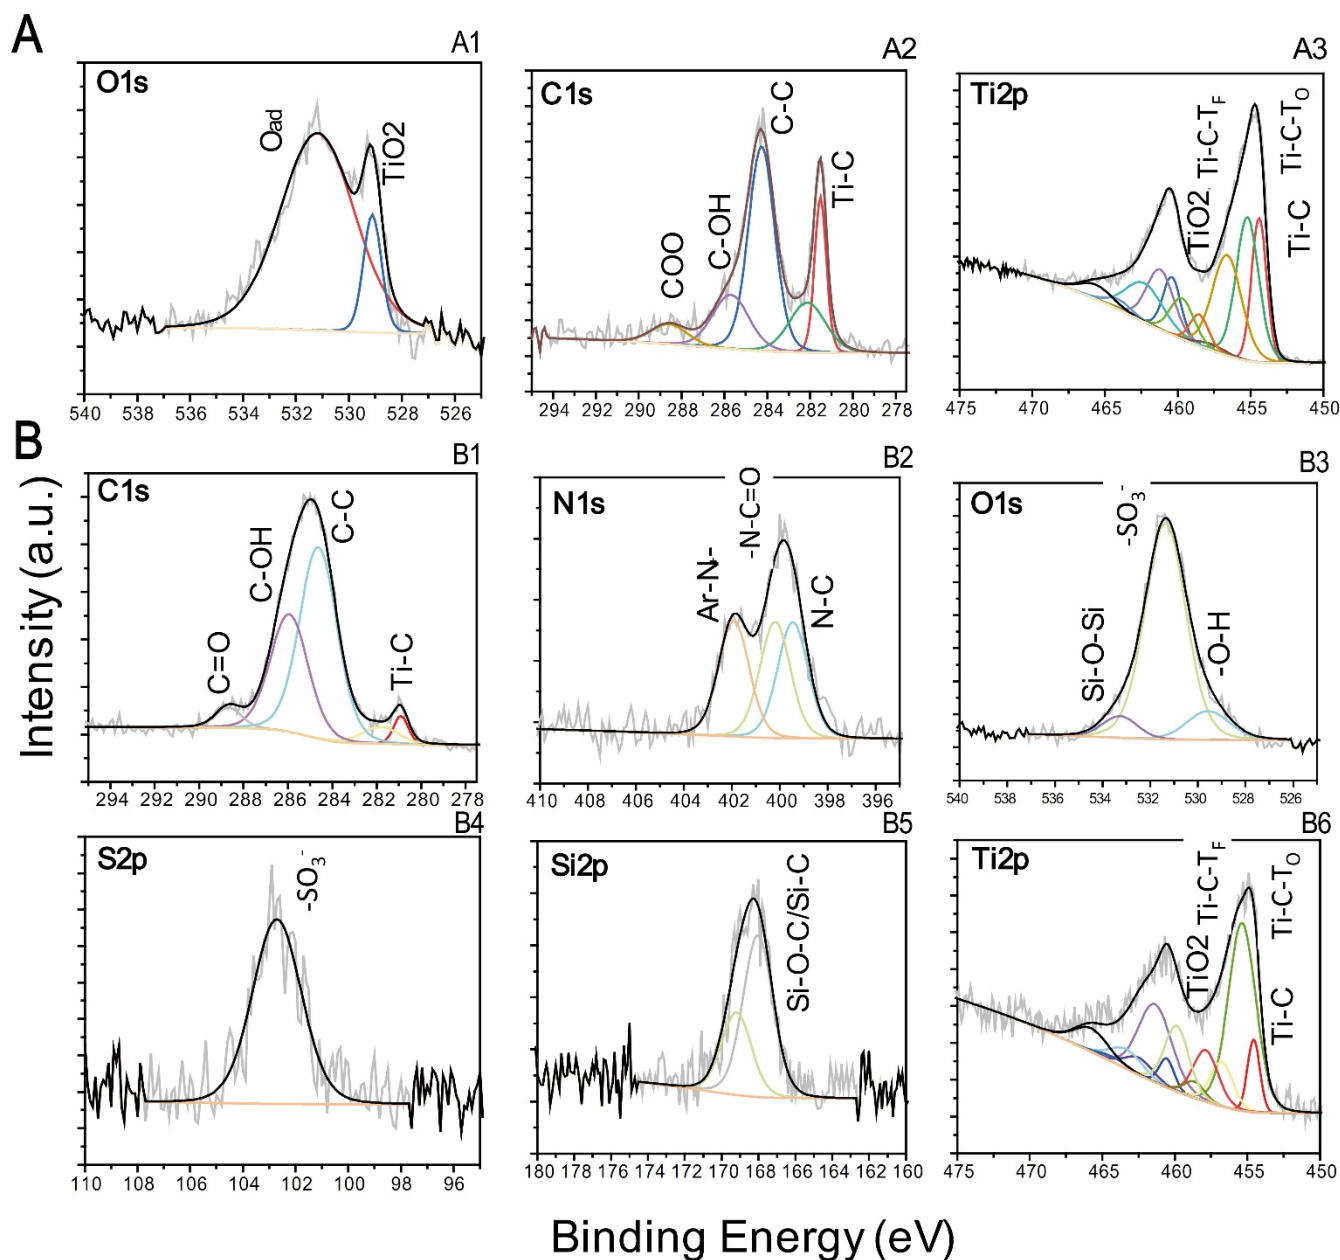 A
A1
O1s
Oad
TiO2
540 538 536 534 532 530 528 526
A2
C1s
COO
C-OH
C-C
Ti-C
294 292 290 288 286 284 282 280 278
A3
Ti2p
TiO2
Ti-C-TF
Ti-C-TO
Ti-C
475 470 465 460 455 450
B
Intensity (a.u.)
B1
C1s
C=O
C-OH
C-C
Ti-C
294 292 290 288 286 284 282 280 278
B2
N1s
Ar-N-
-N-C=O
N-C
410 408 406 404 402 400 398 396
B3
O1s
Si-O-Si
-SO3-
-O-H
540 538 536 534 532 530 528 526
B4
S2p
-SO3-
110 108 106 104 102 100 98 96
B5
Si2p
Si-O-C/Si-C
180 178 176 174 172 170 168 166 164 162 160
B6
Ti2p
TiO2
Ti-C-TF
Ti-C-TO
Ti-C
475 470 465 460 455 450
Binding Energy (eV)